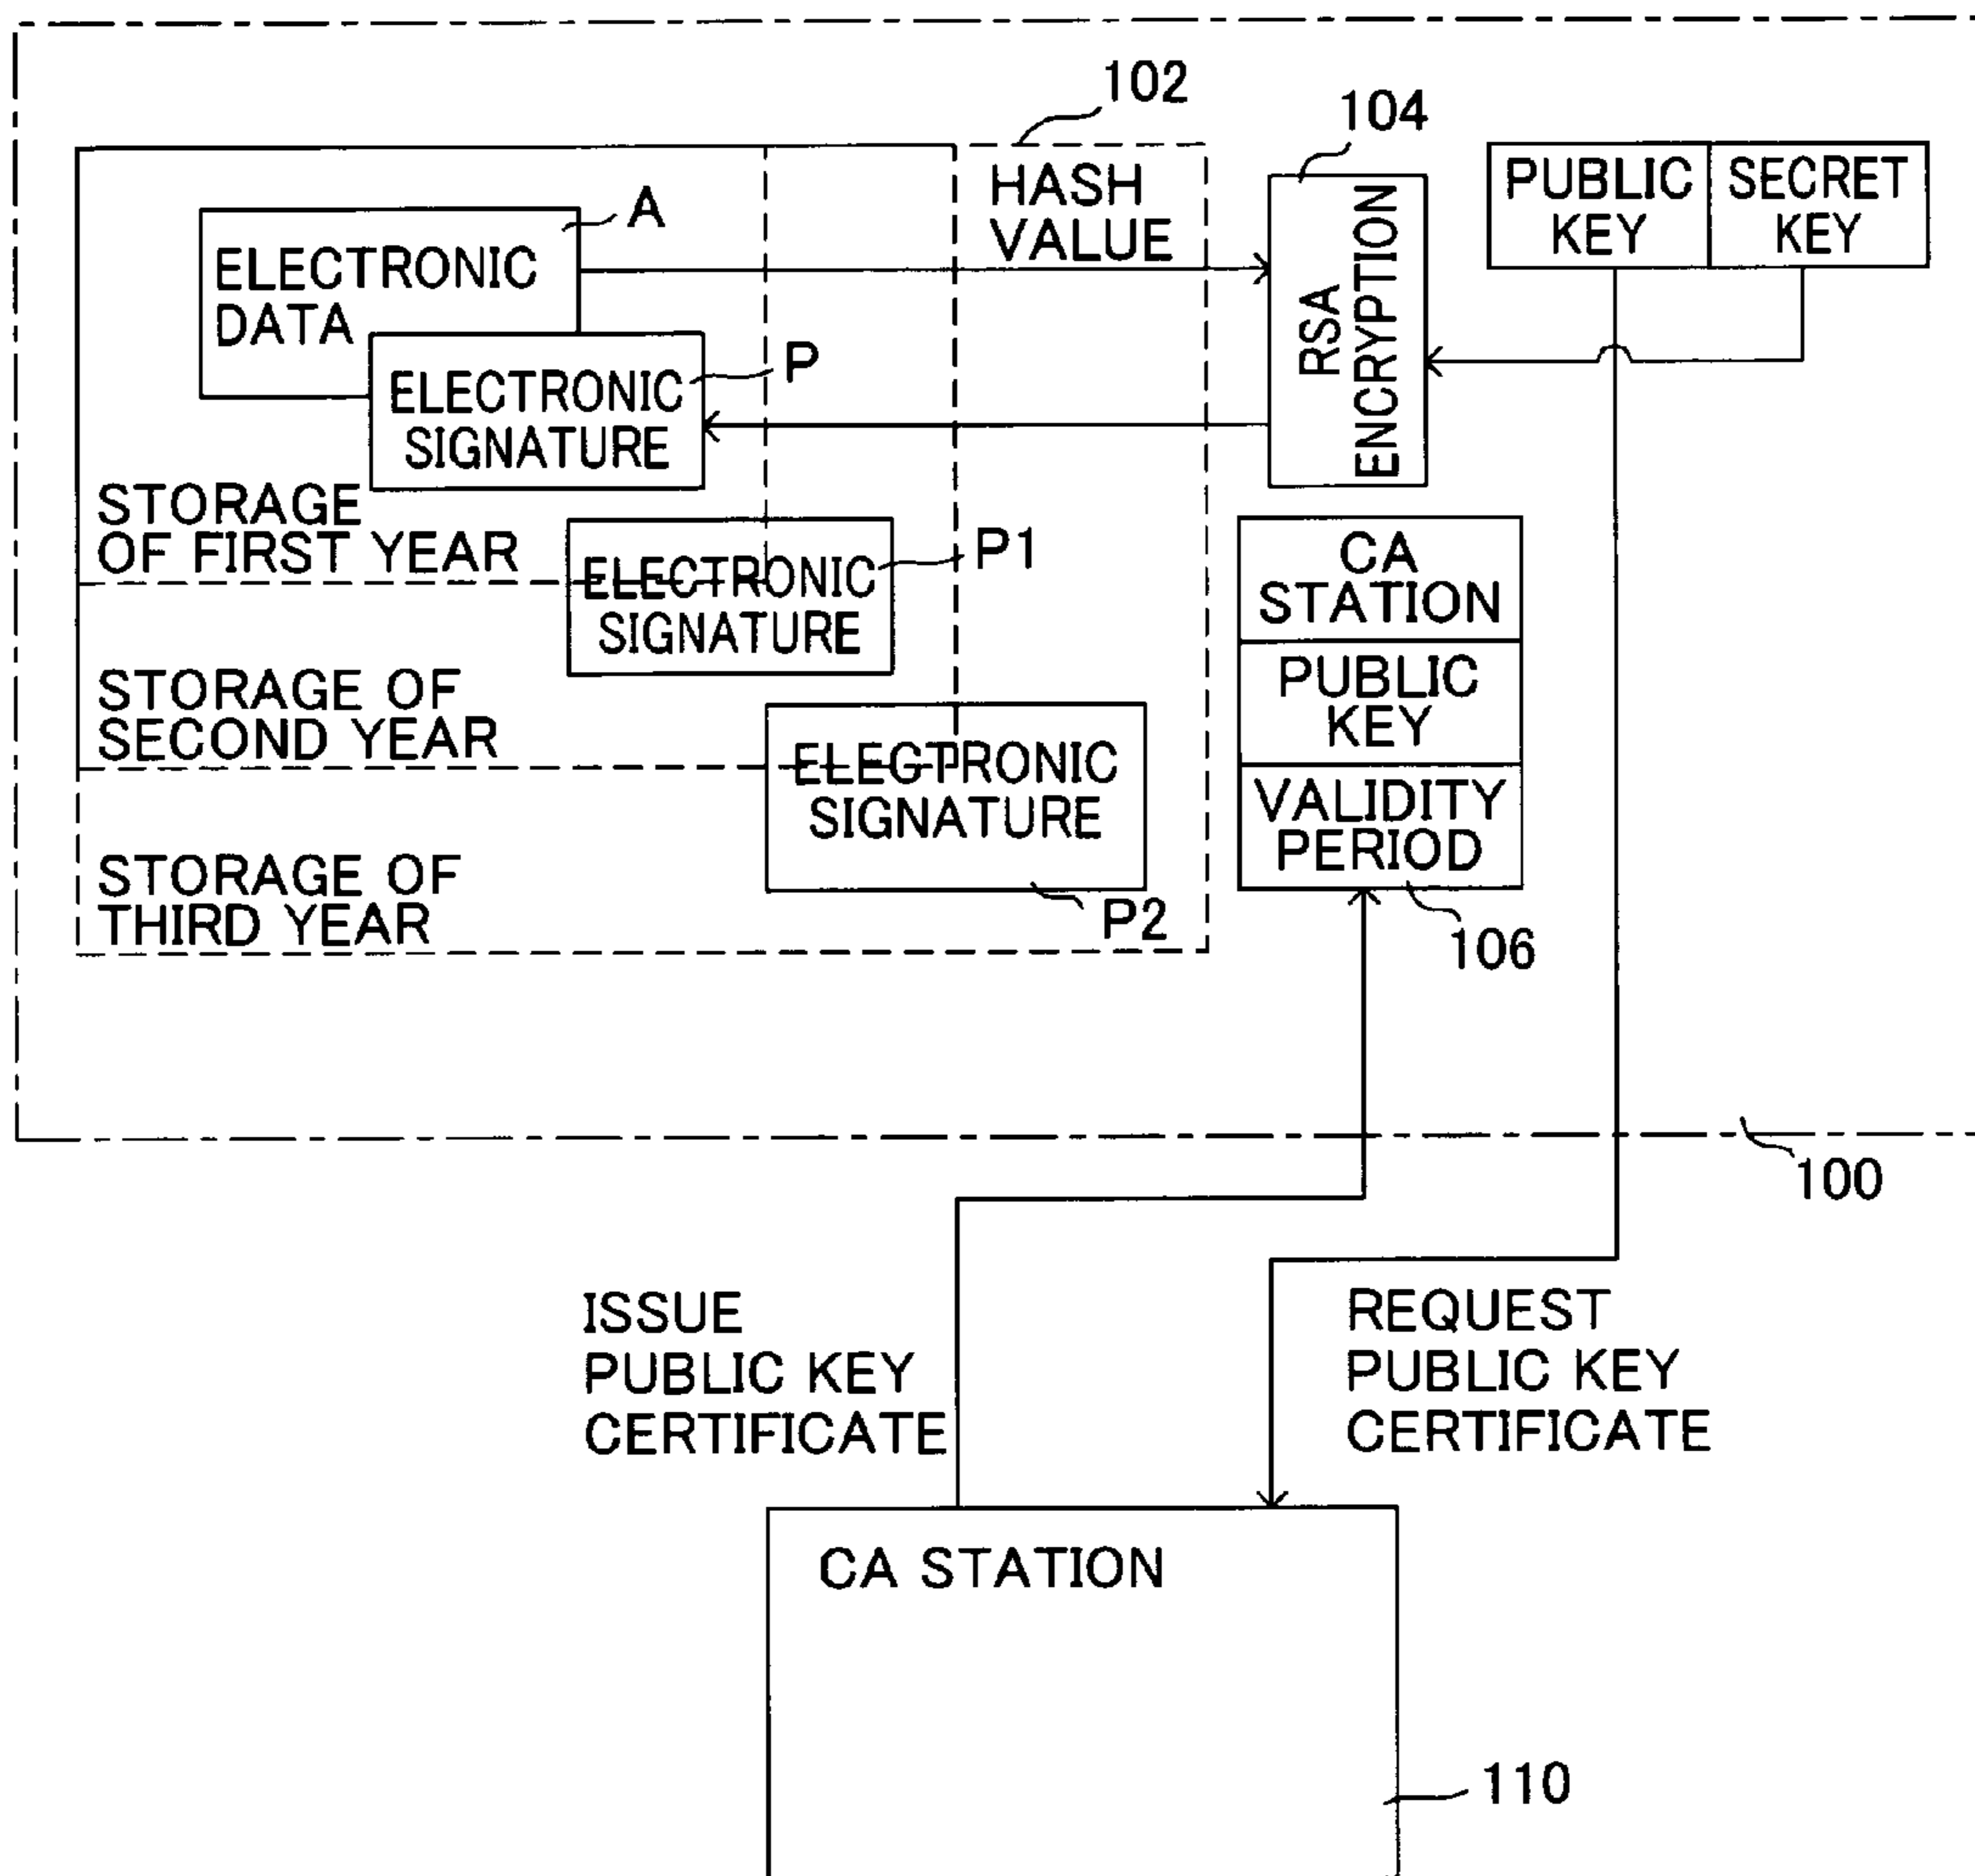 102
104
HASH
VALUE
PUBLIC
KEY
SECRET
KEY
A
ELECTRONIC
DATA
RSA
ENCRYPTION
P
ELECTRONIC
SIGNATURE
STORAGE
OF FIRST YEAR
P1
ELECTRONIC
SIGNATURE
CA
STATION
PUBLIC
KEY
VALIDITY
PERIOD
STORAGE OF
SECOND YEAR
ELECTRONIC
SIGNATURE
STORAGE OF
THIRD YEAR
P2
106
100
ISSUE
PUBLIC KEY
CERTIFICATE
REQUEST
PUBLIC KEY
CERTIFICATE
CA STATION
110